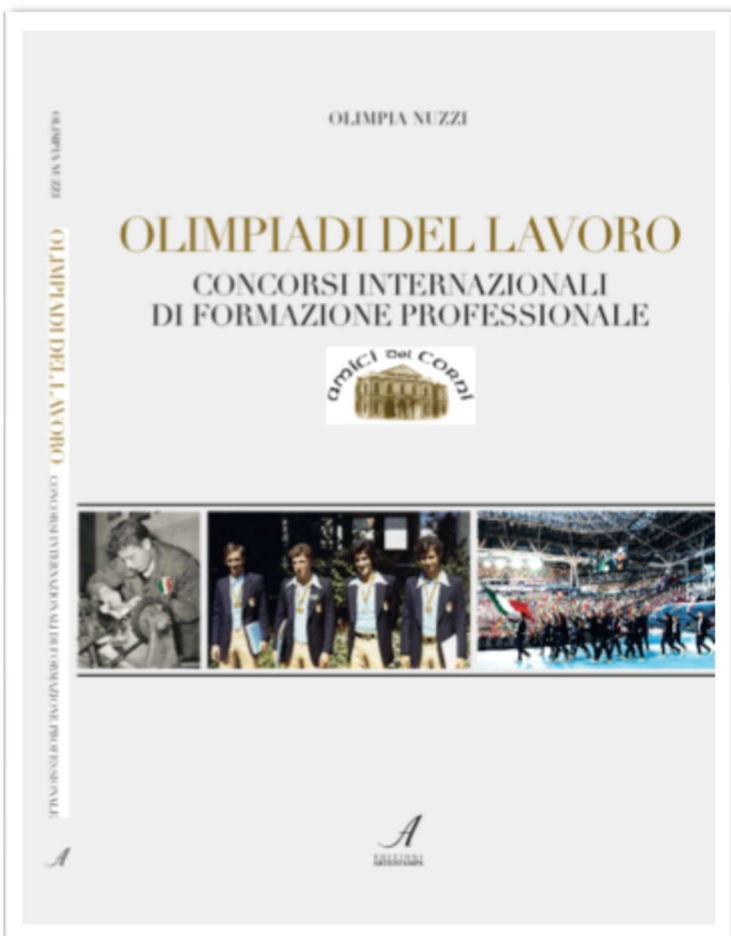 OLIMPIA NUZZI
OLIMPIADI DEL LAVORO
CONCORSI INTERNAZIONALI
DI FORMAZIONE PROFESSIONALE
amici Del CORNI
A
EDIZIONI
ARTESTAMPA
OLIMPIA NUZZI
OLIMPIADI DEL LAVORO
CONCORSI INTERNAZIONALI DI FORMAZIONE PROFESSIONALE
A